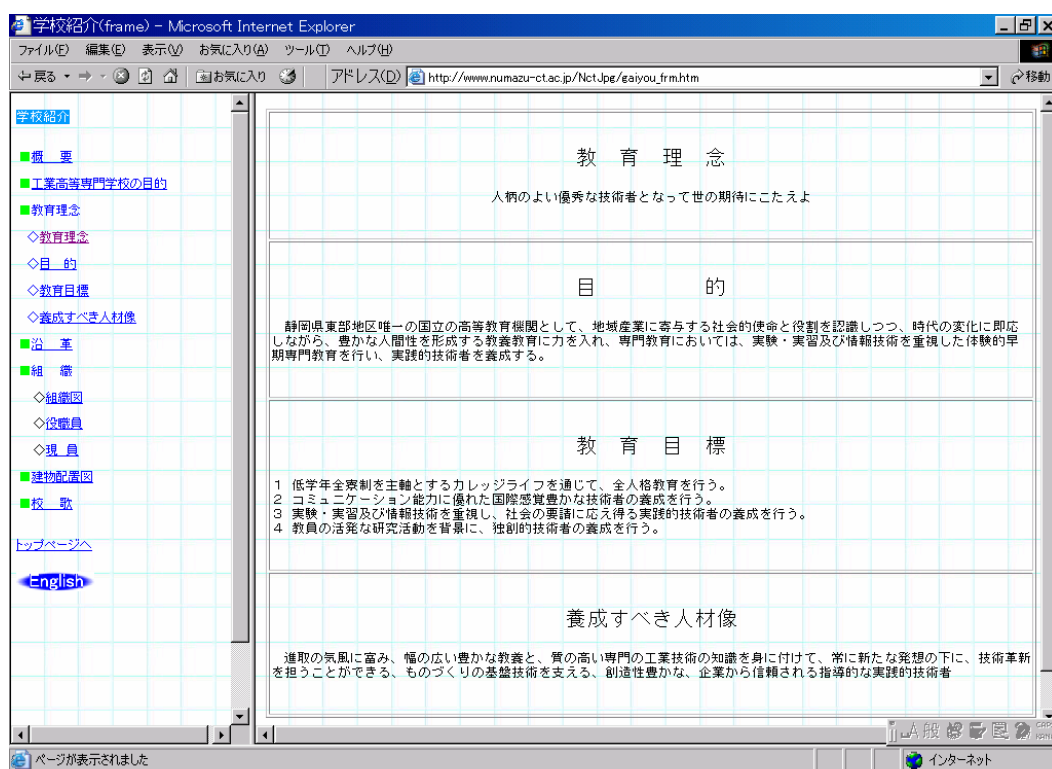 学校紹介(frame) - Microsoft Internet Explorer
ファイル(F) 編集(E) 表示(V) お気に入り(A) ツール(T) ヘルプ(H)
戻る お気に入り アドレス(D) http://www.numazu-ct.ac.jp/NctJpg/gaiyou_frm.htm 移動
学校紹介
■概 要
■工業高等専門学校の目的
■教育理念
◇教育理念
◇目 的
◇教育目標
◇養成すべき人材像
■沿 革
■組 織
◇組織図
◇役職員
◇現 員
■建物配置図
■校 歌
トップページへ
English
教 育 理 念
人柄のよい優秀な技術者となって世の期待にこたえよ
目 的
静岡県東部地区唯一の国立の高等教育機関として、地域産業に寄与する社会的使命と役割を認識しつつ、時代の変化に即応
しながら、豊かな人間性を形成する教養教育に力を入れ、専門教育においては、実験・実習及び情報技術を重視した体験的早
期専門教育を行い、実践的技術者を養成する。
教 育 目 標
1 低学年全寮制を主軸とするカレッジライフを通じて、全人格教育を行う。
2 コミュニケーション能力に優れた国際感覚豊かな技術者の養成を行う。
3 実験・実習及び情報技術を重視し、社会の要請に応え得る実践的技術者の養成を行う。
4 教員の活発な研究活動を背景に、独創的技術者の養成を行う。
養成すべき人材像
進取の気風に富み、幅の広い豊かな教養と、質の高い専門の工業技術の知識を身に付けて、常に新たな発想の下に、技術革新
を担うことができる、ものづくりの基盤技術を支える、創造性豊かな、企業から信頼される指導的な実践的技術者
A 般
ページが表示されました
インターネット